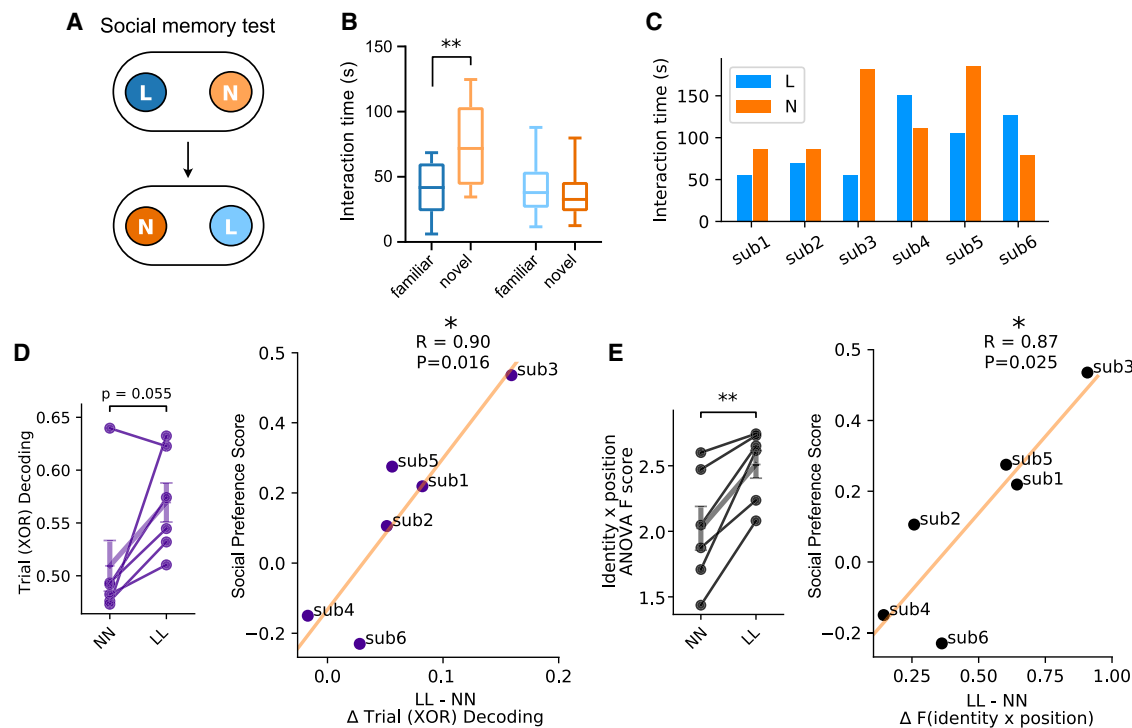 A
Social memory test
L
N
N
L
B
Interaction time (s)
150
100
50
0
**
familiar
novel
familiar
novel
C
Interaction time (s)
150
100
50
0
L
N
sub1
sub2
sub3
sub4
sub5
sub6
D
Trial (XOR) Decoding
0.65
0.60
0.55
0.50
p = 0.055
NN
LL
*
R = 0.90
P=0.016
Social Preference Score
0.5
0.4
0.2
0.0
−0.2
sub3
sub5
sub1
sub2
sub4
sub6
0.0
0.1
0.2
LL - NN
Δ Trial (XOR) Decoding
E
Identity x position
ANOVA F score
2.5
2.0
1.5
**
NN
LL
*
R = 0.87
P=0.025
Social Preference Score
0.5
0.4
0.2
0.0
−0.2
sub3
sub5
sub1
sub2
sub4
sub6
0.25
0.50
0.75
1.00
LL - NN
Δ F(identity x position)